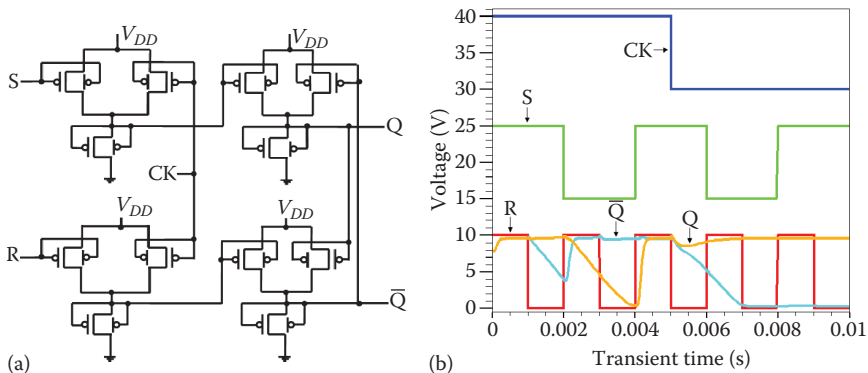 (a)
V_DD
V_DD
S
Q
CK
V_DD
V_DD
R
Q̅
(b)
Voltage (V)
40
35
30
25
20
15
10
5
0
CK
S
R
Q̅
Q
0
0.002
0.004
0.006
0.008
0.01
Transient time (s)